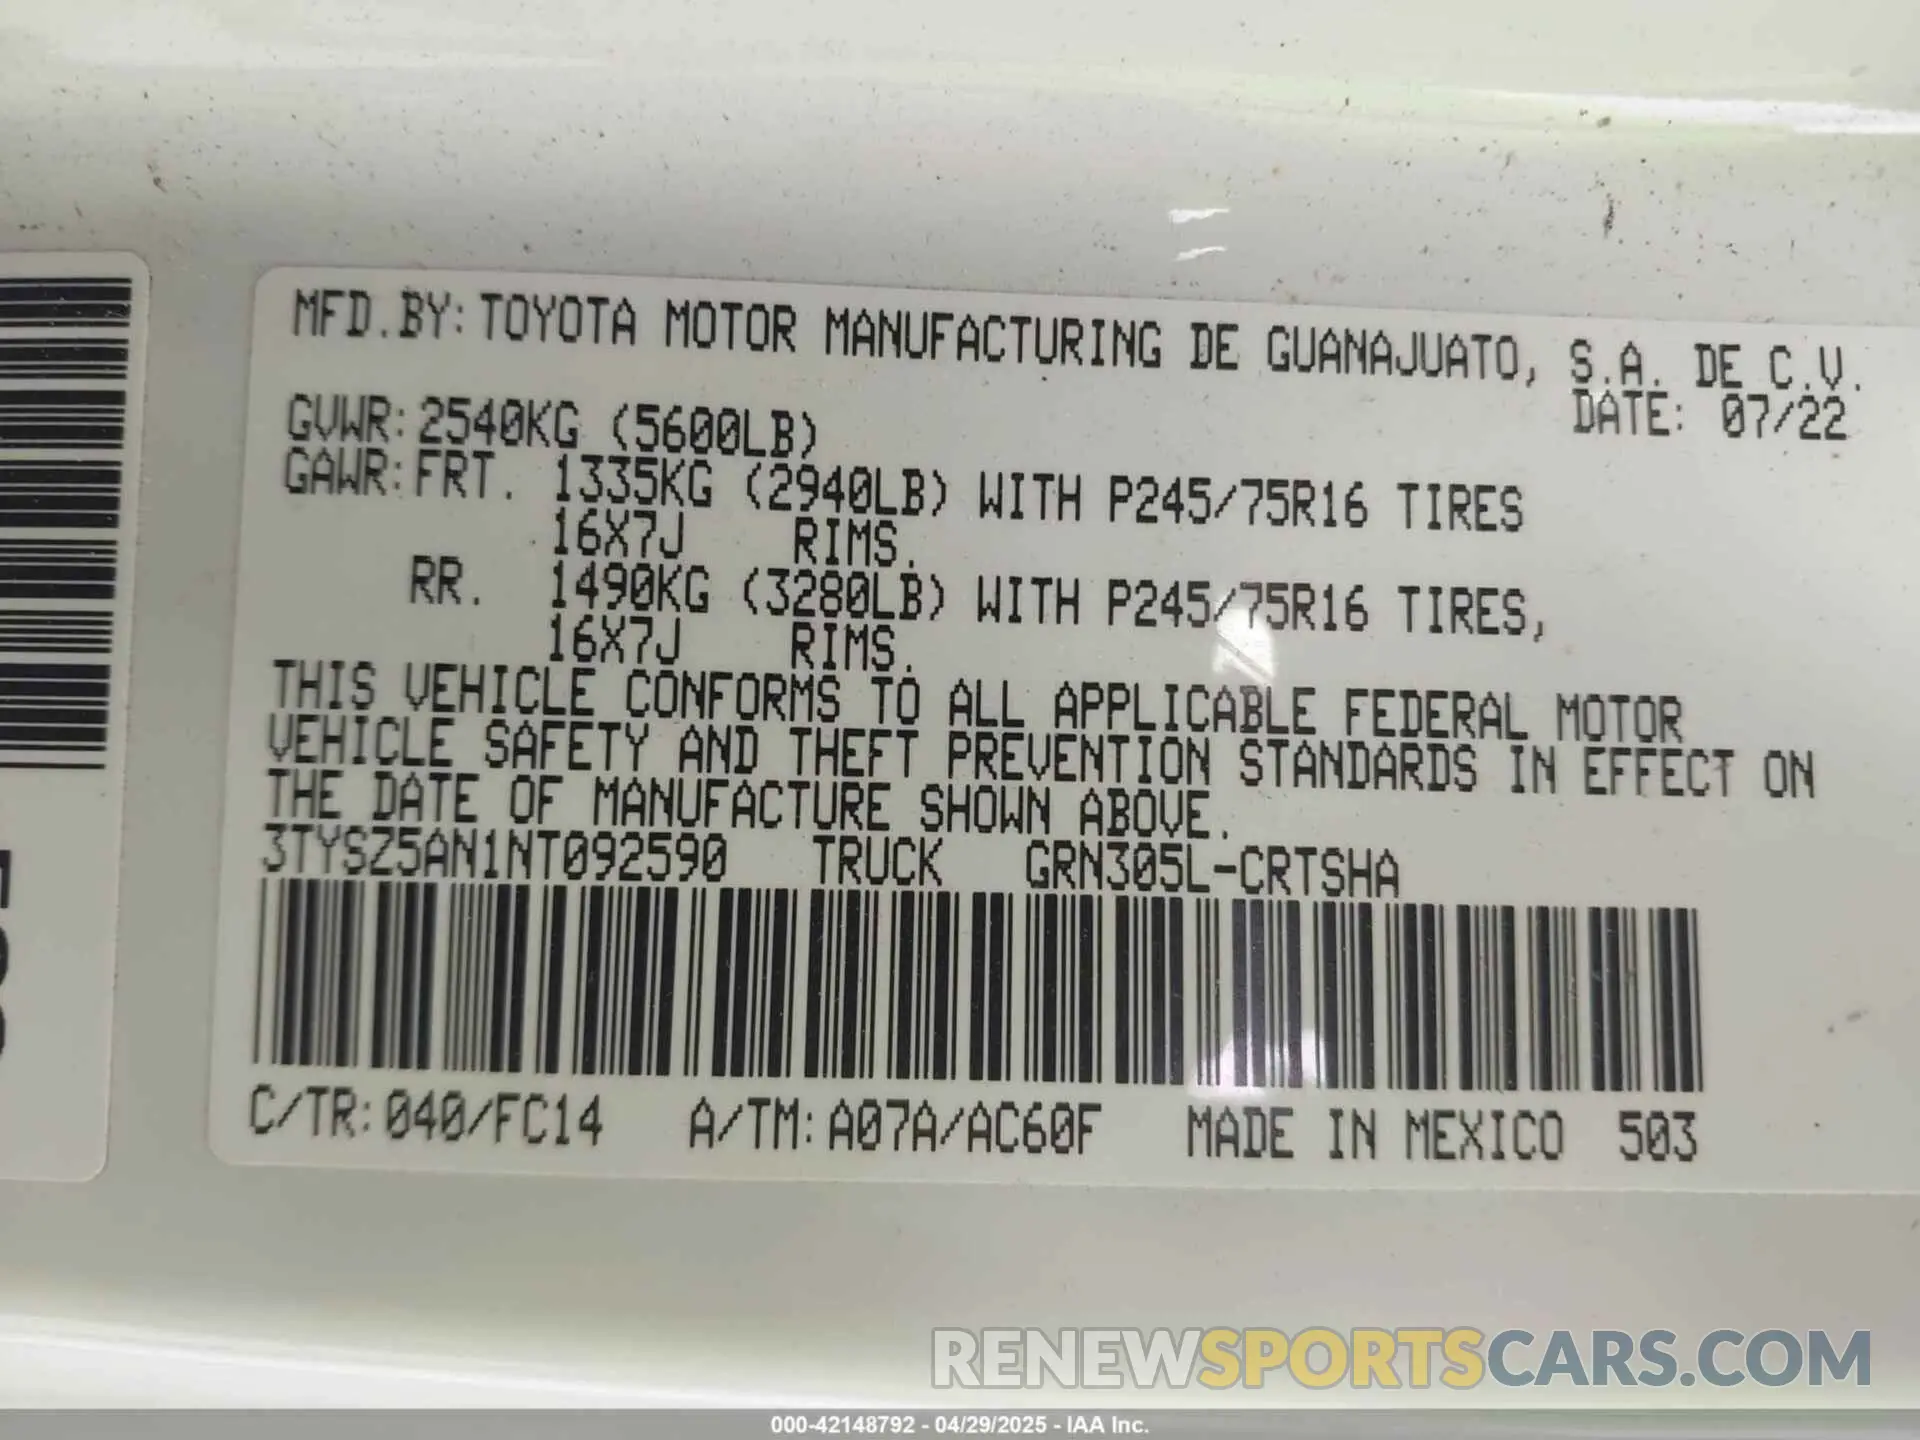 MFD.BY: TOYOTA MOTOR MANUFACTURING DE GUANAJUATO, S.A. DE C.V.
GVWR: 2540KG (5600LB) DATE: 07/22
GAWR: FRT. 1335KG (2940LB) WITH P245/75R16 TIRES
16X7J RIMS.
RR. 1490KG (3280LB) WITH P245/75R16 TIRES,
16X7J RIMS.
THIS VEHICLE CONFORMS TO ALL APPLICABLE FEDERAL MOTOR
VEHICLE SAFETY AND THEFT PREVENTION STANDARDS IN EFFECT ON
THE DATE OF MANUFACTURE SHOWN ABOVE.
3TYSZ5AN1NT092590 TRUCK GRN305L-CRTSHA
C/TR: 040/FC14 A/TM: A07A/AC60F MADE IN MEXICO 503
RENEWSPORTSCARS.COM
000-42148792 - 04/29/2025 - IAA Inc.